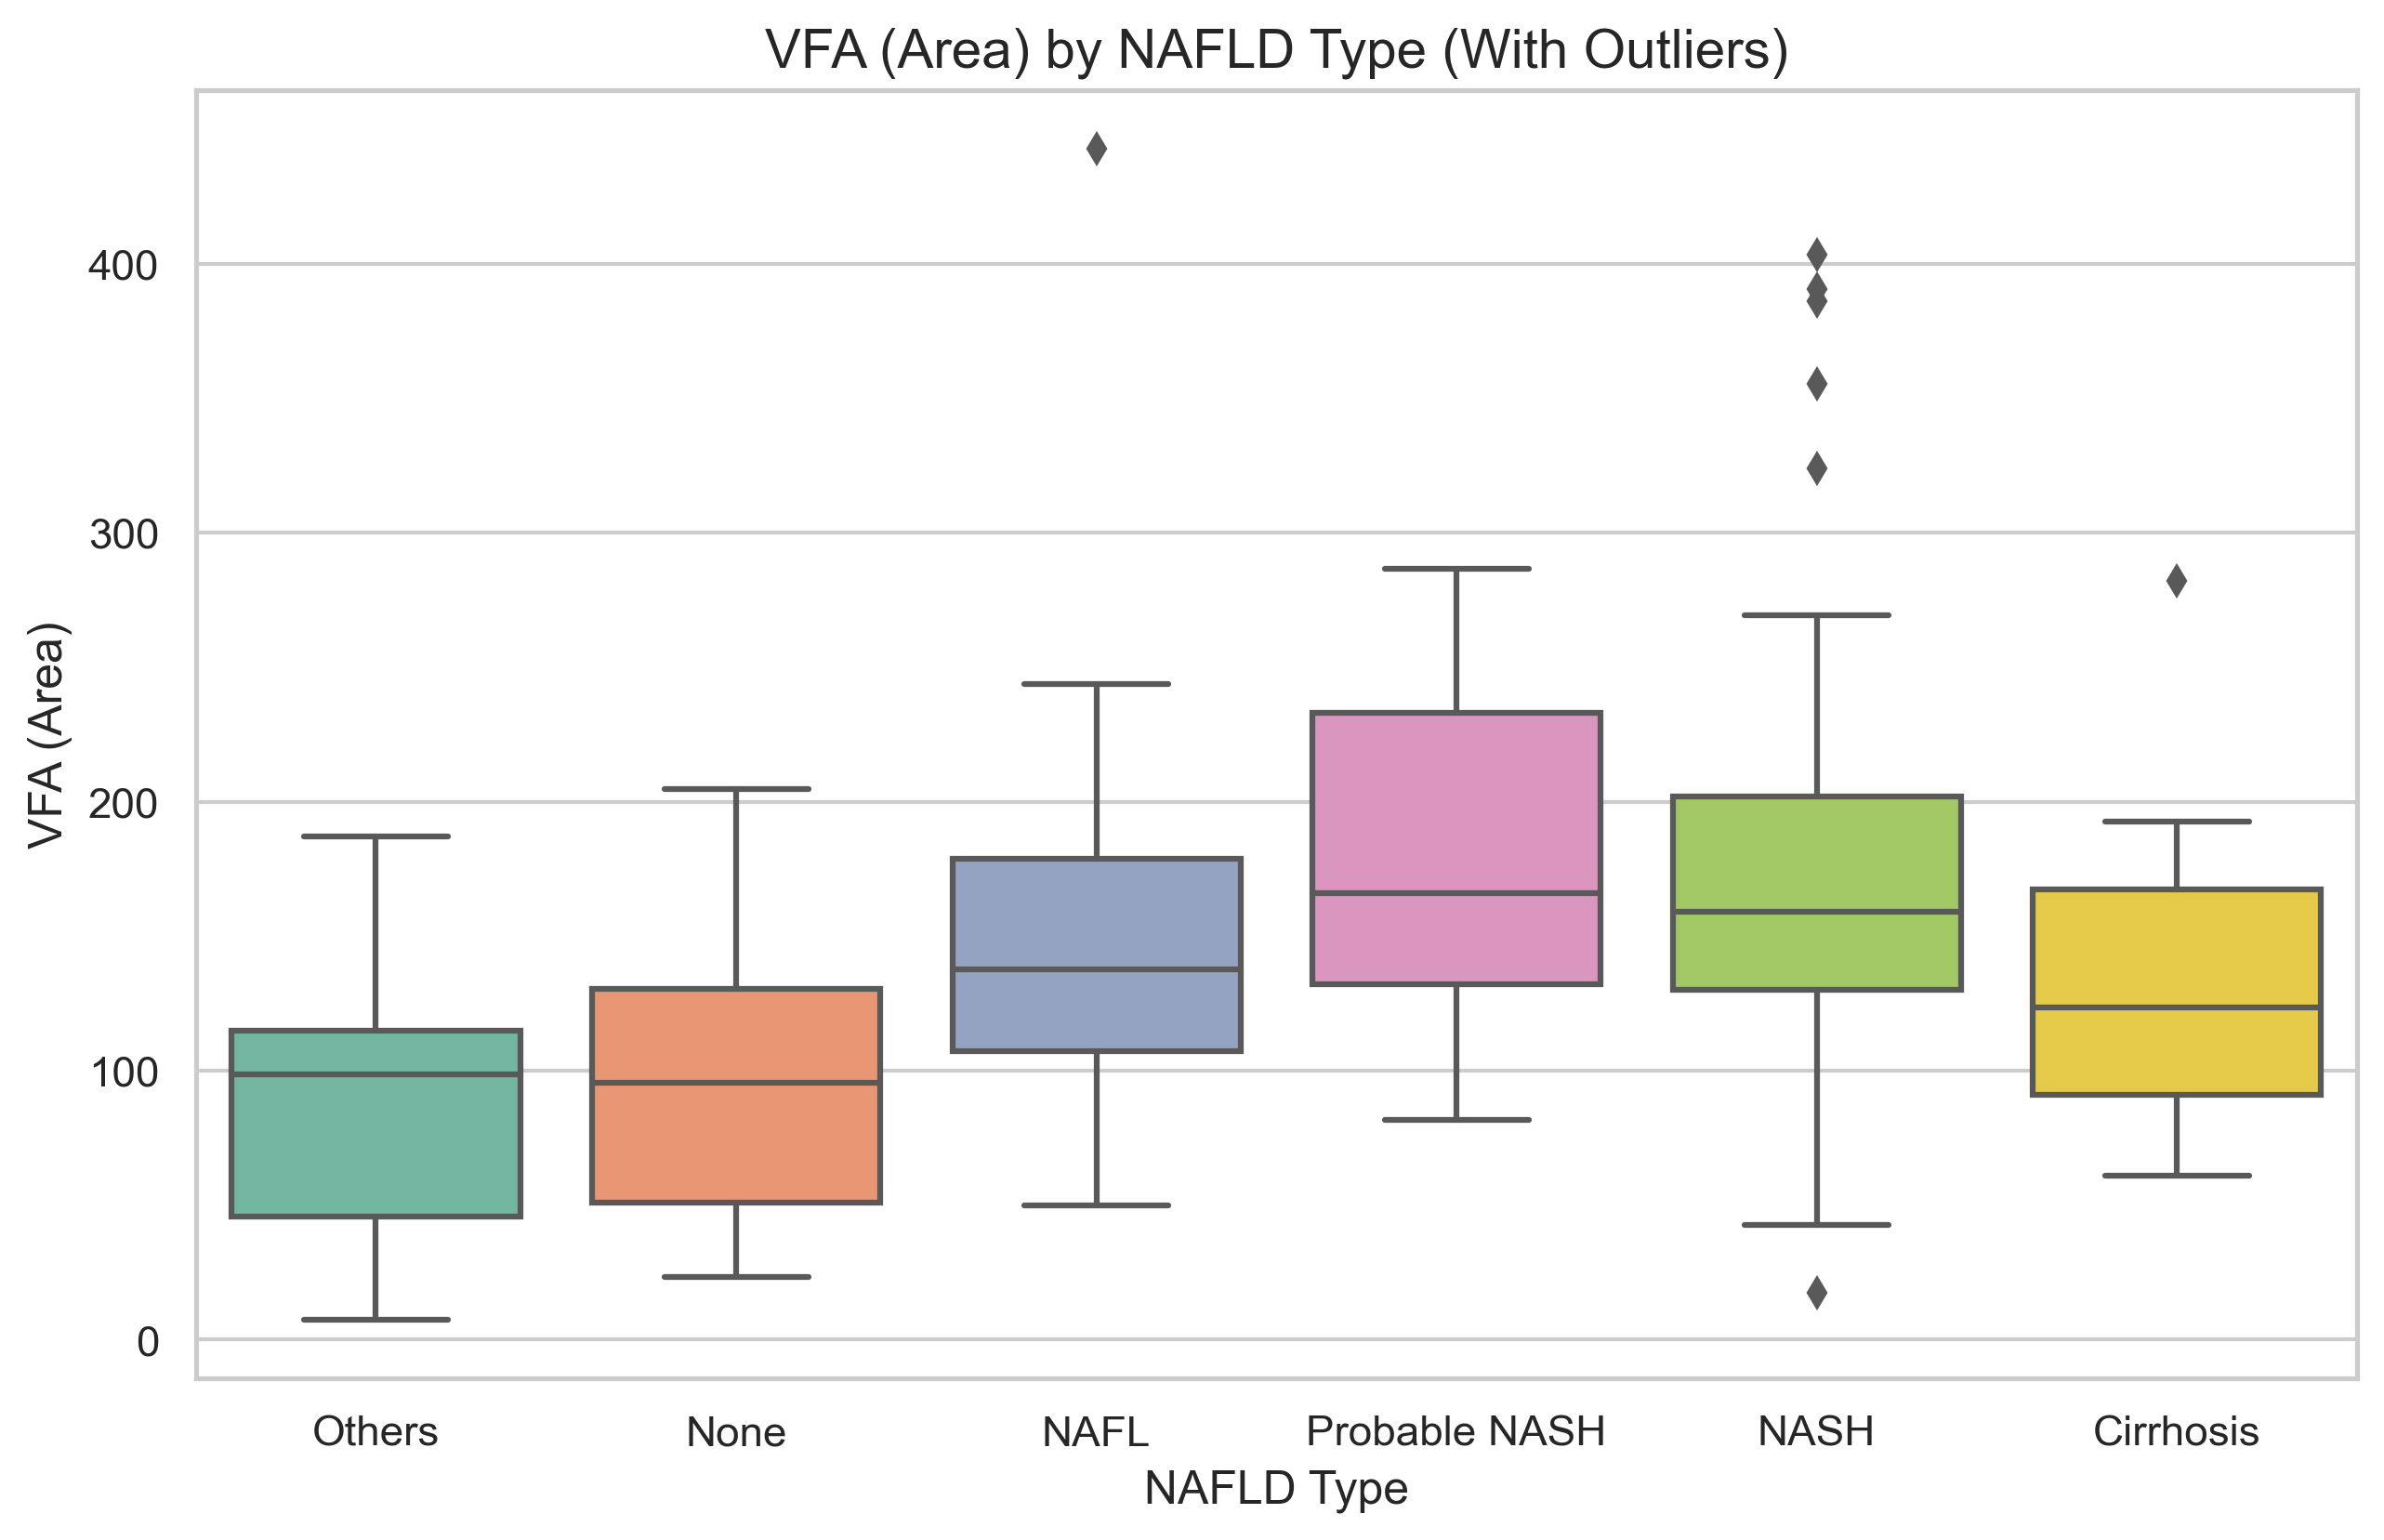 VFA (Area) by NAFLD Type (With Outliers)
VFA (Area)
400
300
200
100
0
Others None NAFL Probable NASH NASH Cirrhosis
NAFLD Type